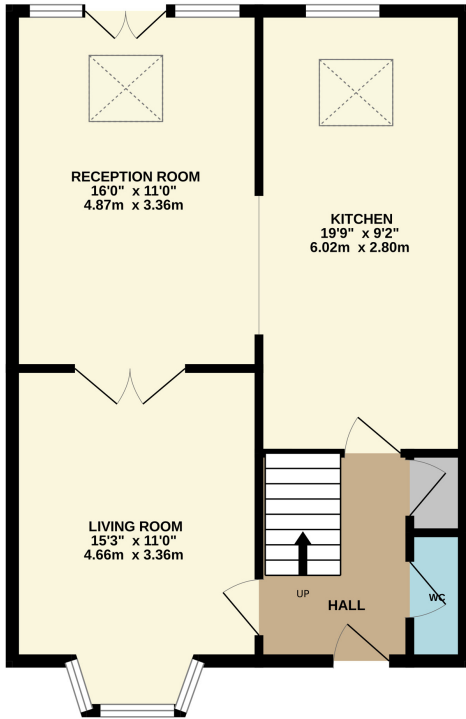 RECEPTION ROOM
16'0" x 11'0"
4.87m x 3.36m
KITCHEN
19'9" x 9'2"
6.02m x 2.80m
LIVING ROOM
15'3" x 11'0"
4.66m x 3.36m
UP
HALL
WC